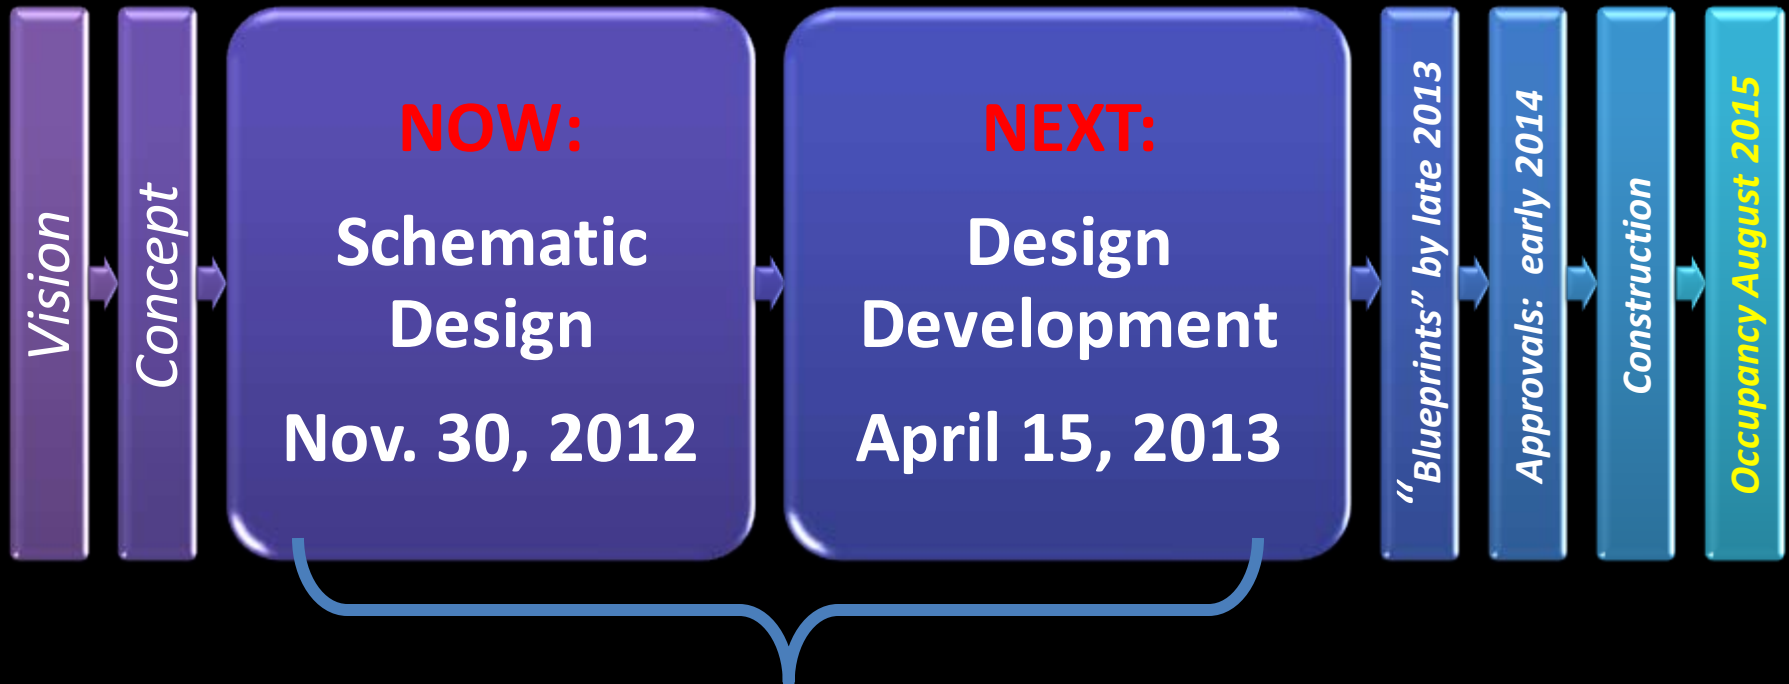 Vision
Concept
NOW:
Schematic
Design
Nov. 30, 2012
NEXT:
Design
Development
April 15, 2013
“Blueprints” by late 2013
Approvals: early 2014
Construction
Occupancy August 2015